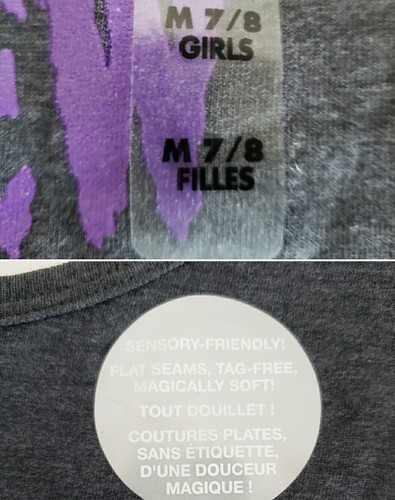 M 7/8
GIRLS
M 7/8
FILLES
SENSORY-FRIENDLY!
FLAT SEAMS, TAG-FREE,
MAGICALLY SOFT!
TOUT DOUILLET !
COUTURES PLATES,
SANS ÉTIQUETTE,
D'UNE DOUCEUR
MAGIQUE !